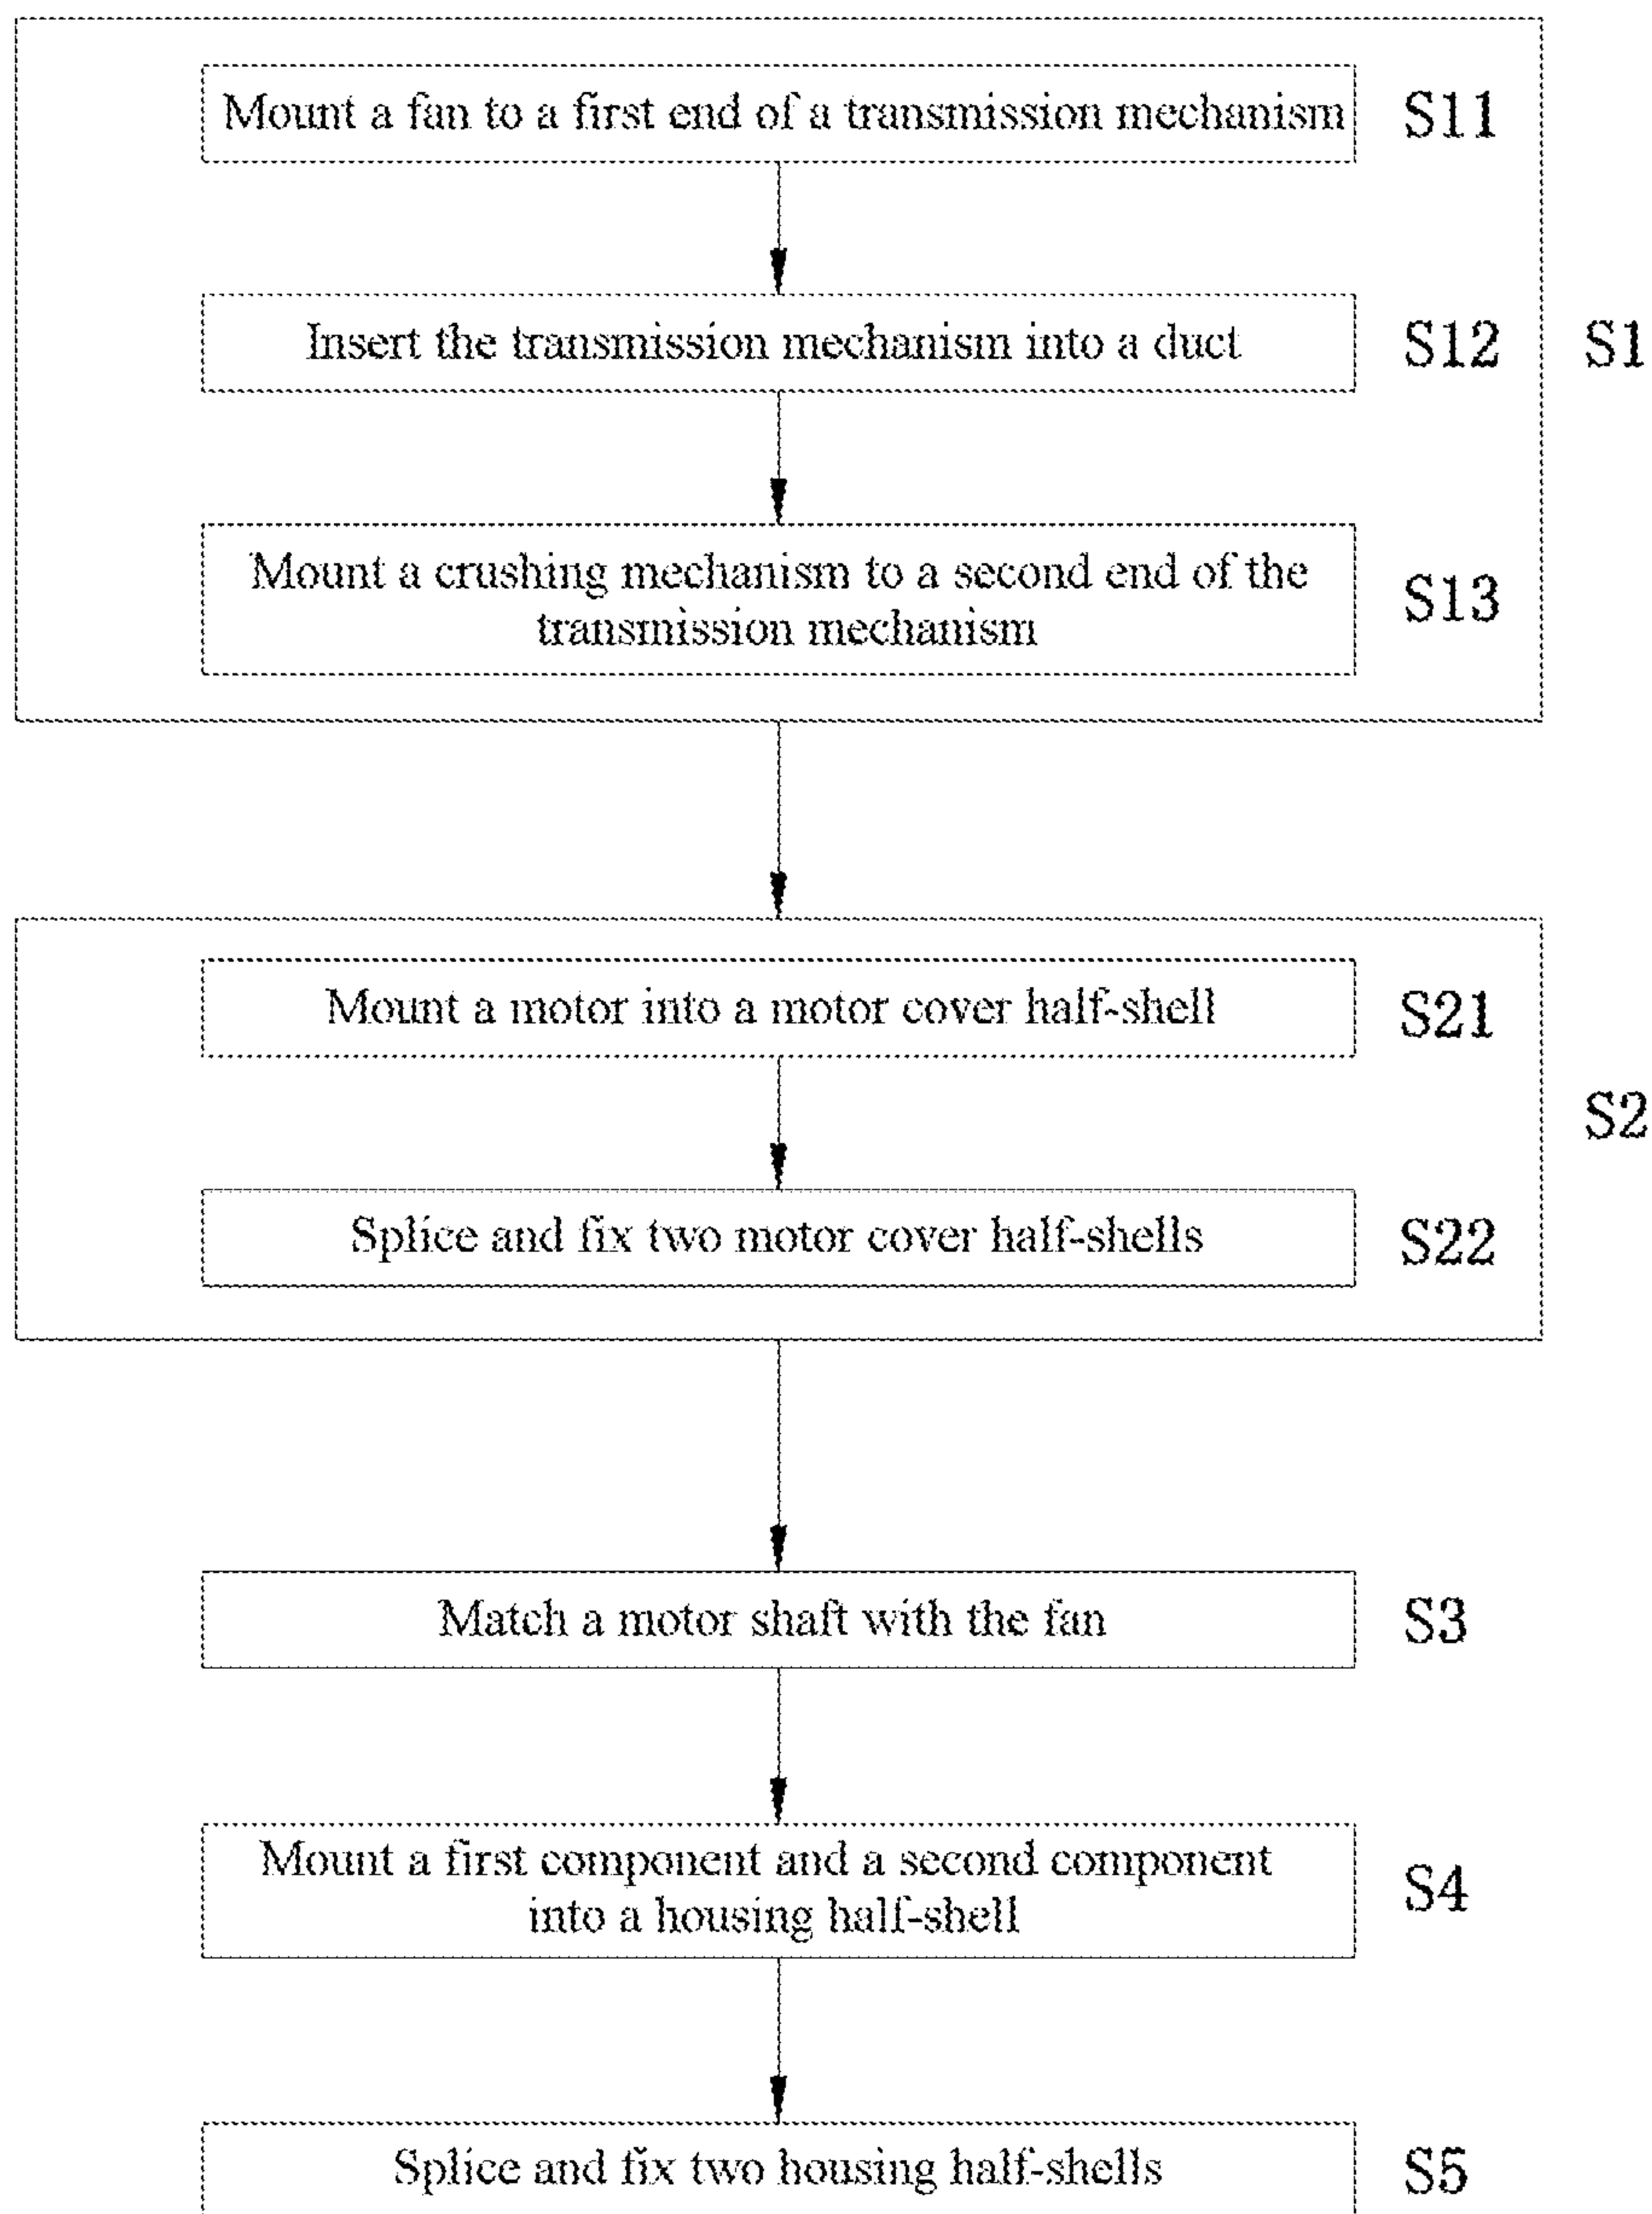 Mount a fan to a first end of a transmission mechanism S11
Insert the transmission mechanism into a duct S12 S1
Mount a crushing mechanism to a second end of the
transmission mechanism
S13
Mount a motor into a motor cover half-shell S21
S2
Splice and fix two motor cover half-shells S22
Match a motor shaft with the fan S3
Mount a first component and a second component
into a housing half-shell
S4
Splice and fix two housing half-shells S5